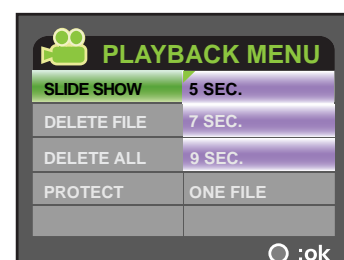 PLAYBACK MENU
SLIDE SHOW 5 SEC.
DELETE FILE 7 SEC.
DELETE ALL 9 SEC.
PROTECT ONE FILE
:ok